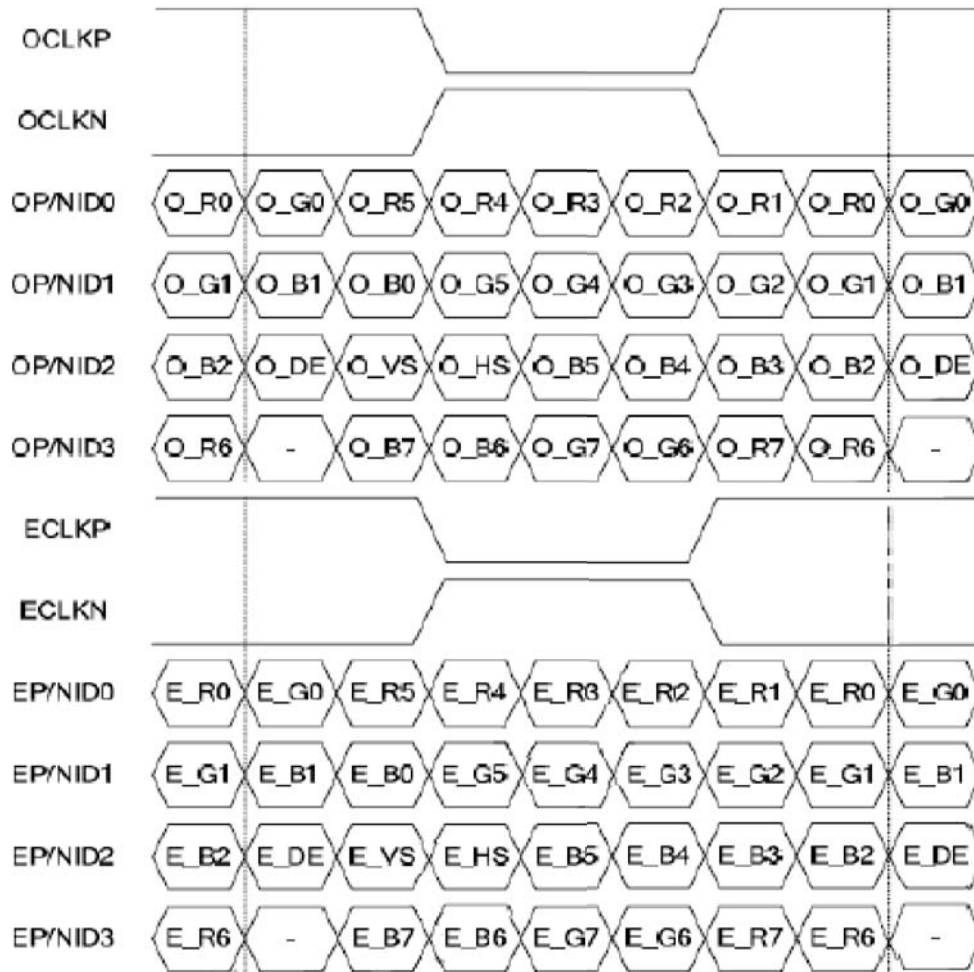 OCLKP
OCLKN
OP/NID0 O_R0 O_G0 O_R5 O_R4 O_R3 O_R2 O_R1 O_R0 O_G0
OP/NID1 O_G1 O_B1 O_B0 O_G5 O_G4 O_G3 O_G2 O_G1 O_B1
OP/NID2 O_B2 O_DE O_VS O_HS O_B5 O_B4 O_B3 O_B2 O_DE
OP/NID3 O_R6 - O_B7 O_B6 O_G7 O_G6 O_R7 O_R6 -
ECLKP
ECLKN
EP/NID0 E_R0 E_G0 E_R5 E_R4 E_R3 E_R2 E_R1 E_R0 E_G0
EP/NID1 E_G1 E_B1 E_B0 E_G5 E_G4 E_G3 E_G2 E_G1 E_B1
EP/NID2 E_B2 E_DE E_VS E_HS E_B5 E_B4 E_B3 E_B2 E_DE
EP/NID3 E_R6 - E_B7 E_B6 E_G7 E_G6 E_R7 E_R6 -